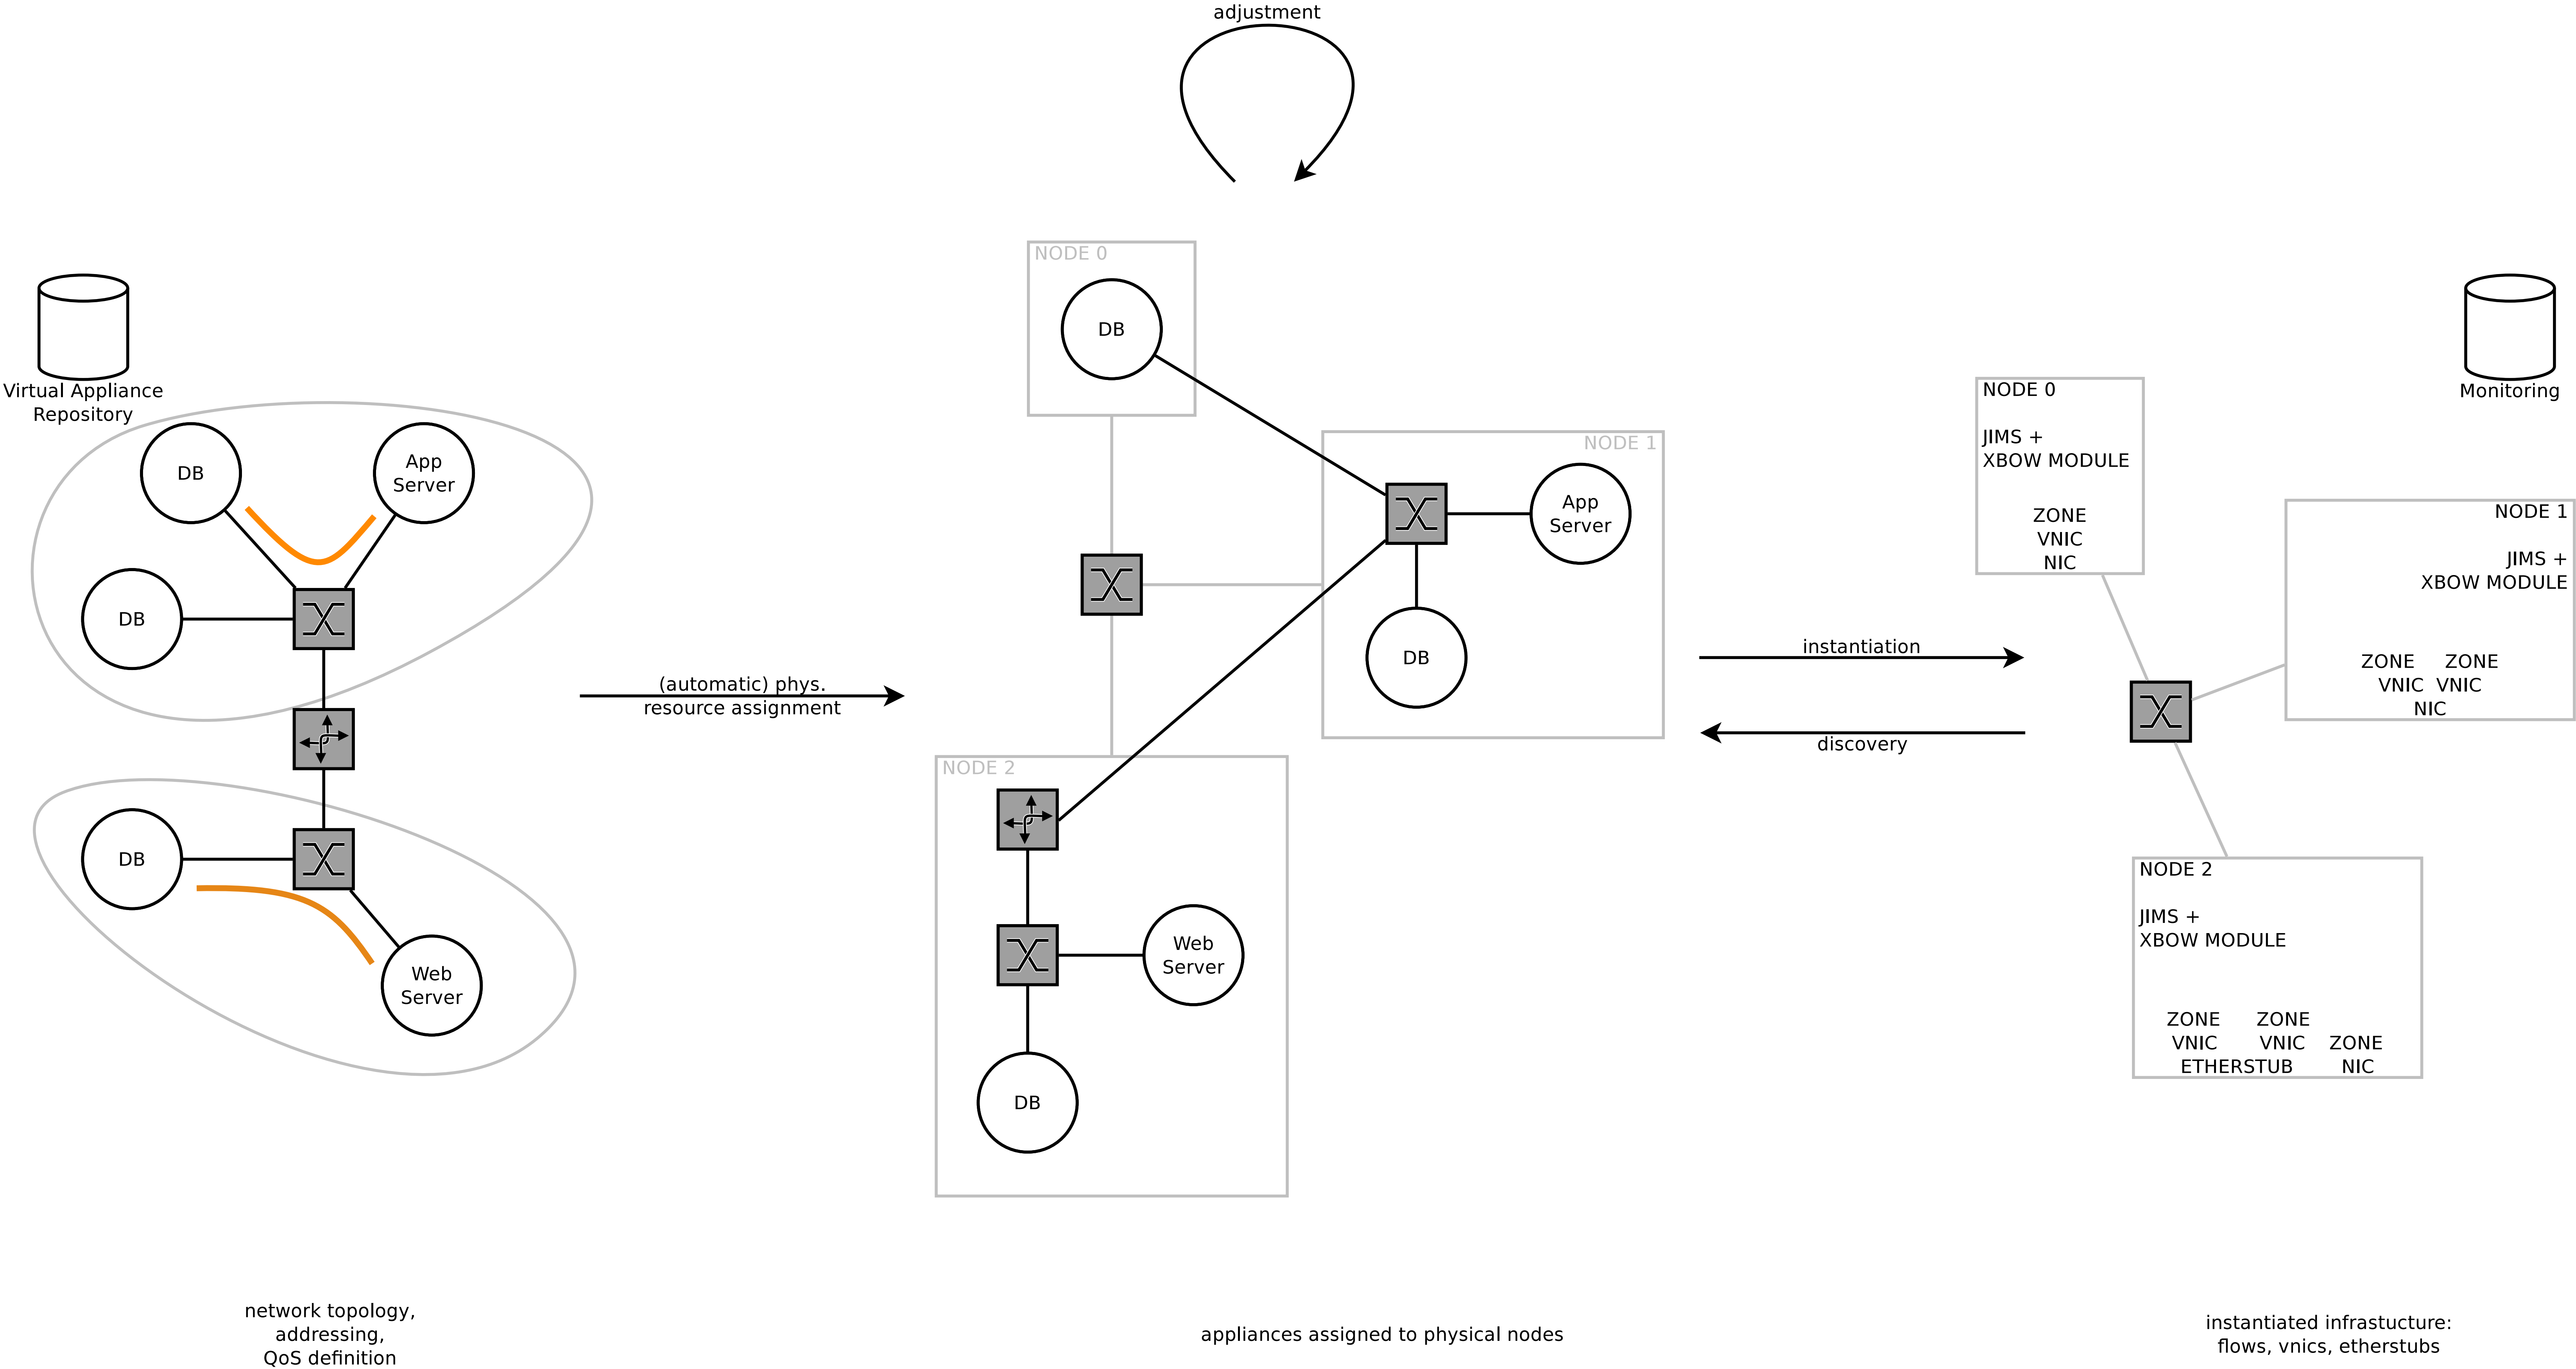 adjustment
Virtual Appliance
Repository
DB
App
Server
DB
DB
Web
Server
network topology,
addressing,
QoS definition
(automatic) phys.
resource assignment
NODE 0
DB
NODE 1
App
Server
DB
NODE 2
Web
Server
DB
appliances assigned to physical nodes
instantiation
discovery
Monitoring
NODE 0
JIMS +
XBOW MODULE
ZONE
VNIC
NIC
NODE 1
JIMS +
XBOW MODULE
ZONE ZONE
VNIC VNIC
NIC
NODE 2
JIMS +
XBOW MODULE
ZONE ZONE
VNIC VNIC ZONE
ETHERSTUB NIC
instantiated infrastucture:
flows, vnics, etherstubs